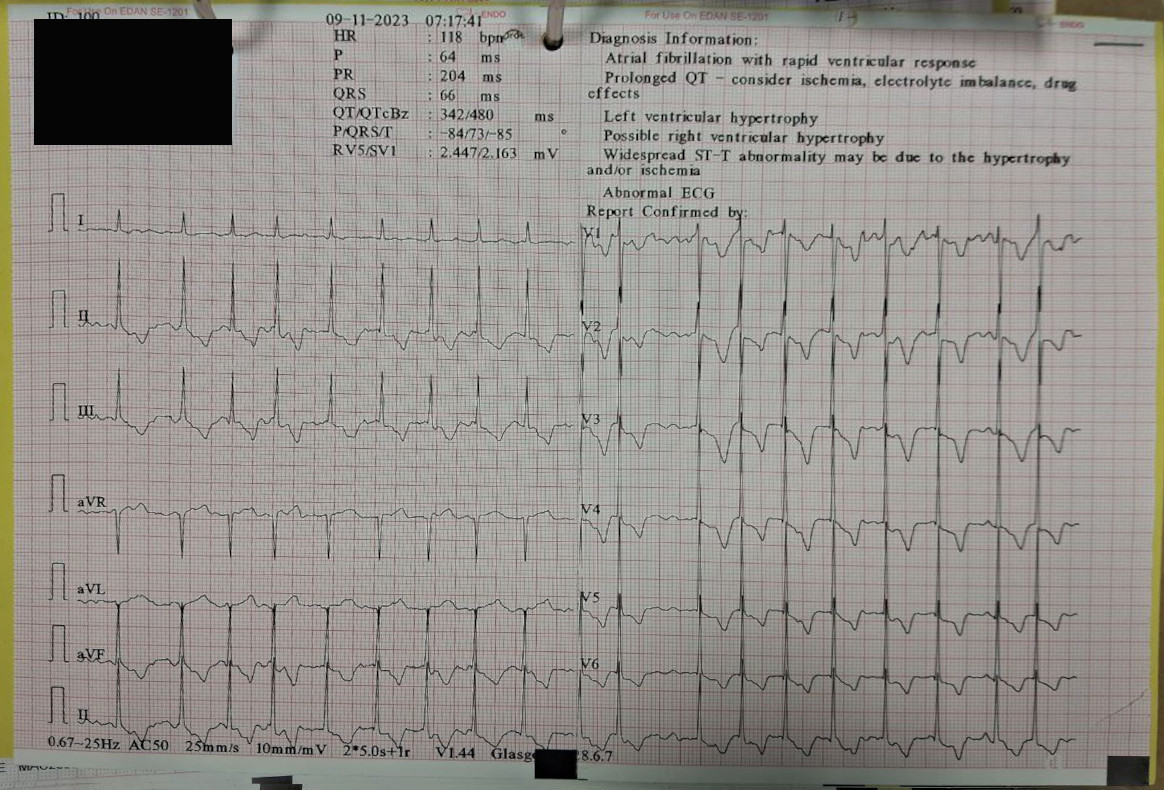 For Use On EDAN SE-1201
ENDO
For Use On EDAN SE-1201
ENDO
ID: 100
09-11-2023 07:17:41
HR : 118 bpm
P : 64 ms
PR : 204 ms
QRS : 66 ms
QT/QTcBz : 342/480 ms
P/QRS/T : -84/73/-85 °
RV5/SV1 : 2.447/2.163 mV
Diagnosis Information:
Atrial fibrillation with rapid ventricular response
Prolonged QT - consider ischemia, electrolyte imbalance, drug
effects
Left ventricular hypertrophy
Possible right ventricular hypertrophy
Widespread ST-T abnormality may be due to the hypertrophy
and/or ischemia
Abnormal ECG
Report Confirmed by:
I
V1
II
V2
III
V3
aVR
V4
aVL
V5
aVF
V6
II
0.67~25Hz AC50 25mm/s 10mm/mV 2*5.0s+1r V1.44 Glasg 28.6.7